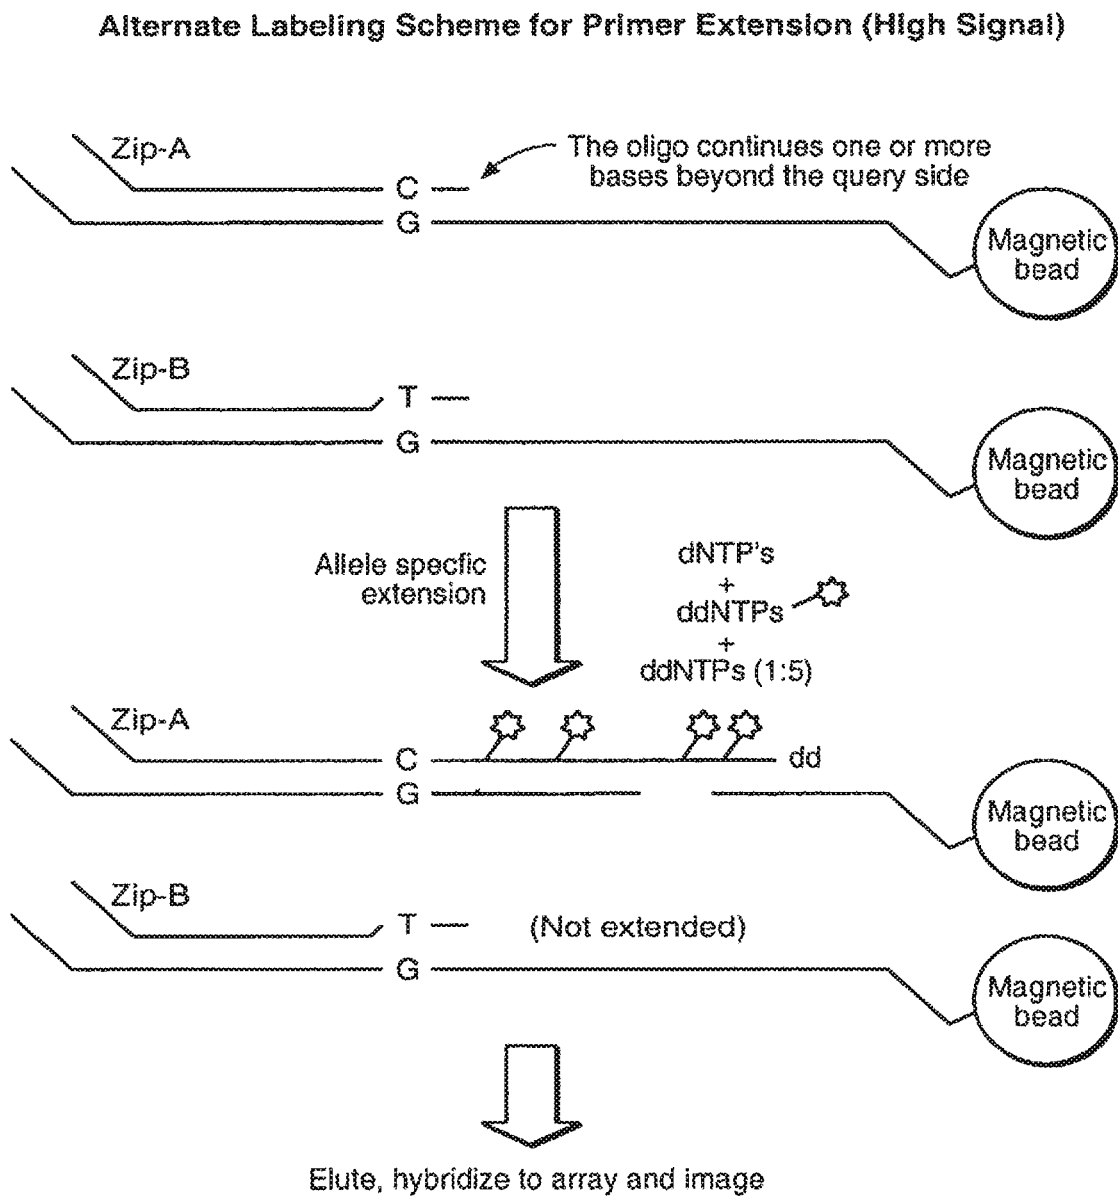 Alternate Labeling Scheme for Primer Extension (High Signal)
Zip-A
The oligo continues one or more
bases beyond the query side
C
G
Magnetic
bead
Zip-B
T
G
Magnetic
bead
Allele specfic
extension
dNTP's
+
ddNTPs
+
ddNTPs (1:5)
Zip-A
C
dd
G
Magnetic
bead
Zip-B
T
(Not extended)
G
Magnetic
bead
Elute, hybridize to array and image